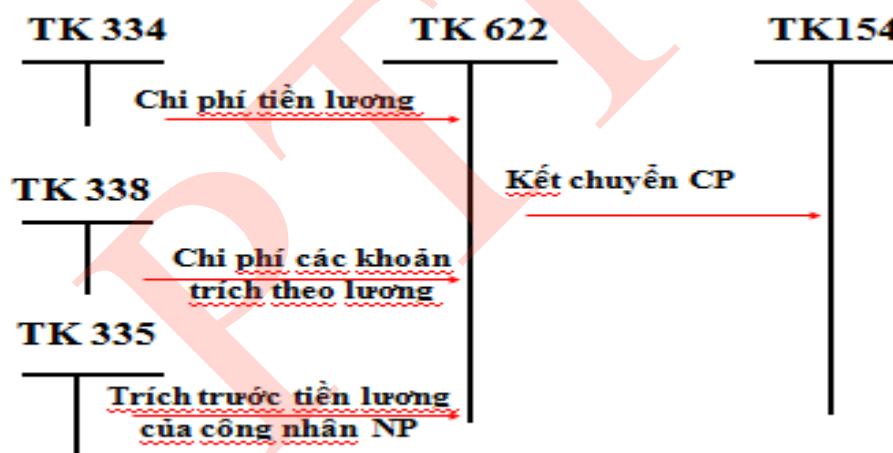 TK 334
TK 622
TK154
Chi phí tiền lương
Kết chuyển CP
TK 338
Chi phí các khoản
trích theo lương
TK 335
Trích trước tiền lương
của công nhân NP
PTI